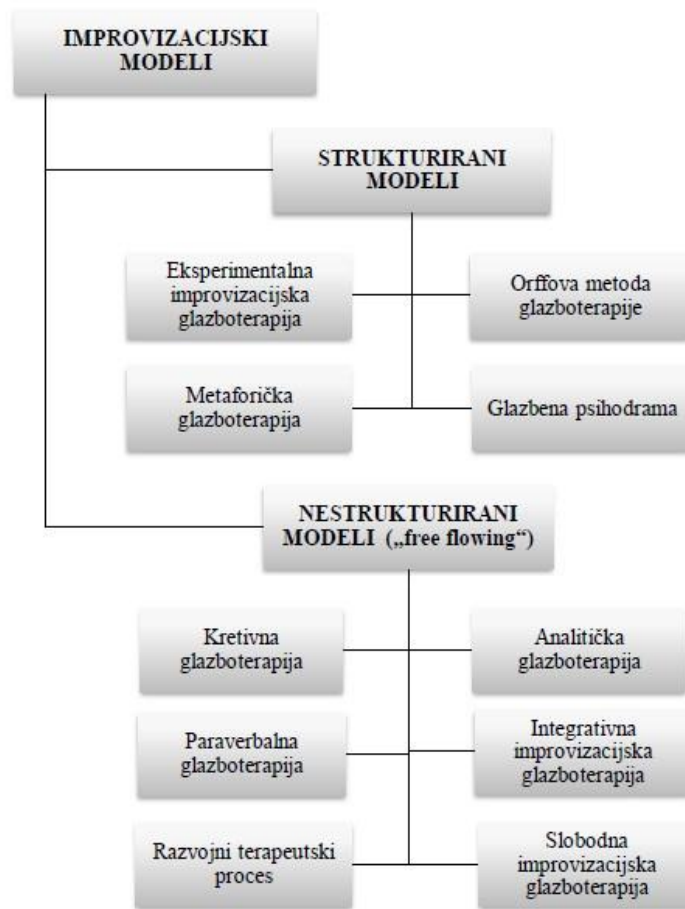 IMPROVIZACIJSKI
MODELI
STRUKTURIRANI
MODELI
Eksperimentalna
improvizacijska
glazboterapija
Orffova metoda
glazboterapije
Metaforička
glazboterapija
Glazbena psihodrama
NESTRUKTURIRANI
MODELI („free flowing“)
Kretivna
glazboterapija
Analitička
glazboterapija
Paraverbalna
glazboterapija
Integrativna
improvizacijska
glazboterapija
Razvojni terapeutski
proces
Slobodna
improvizacijska
glazboterapija